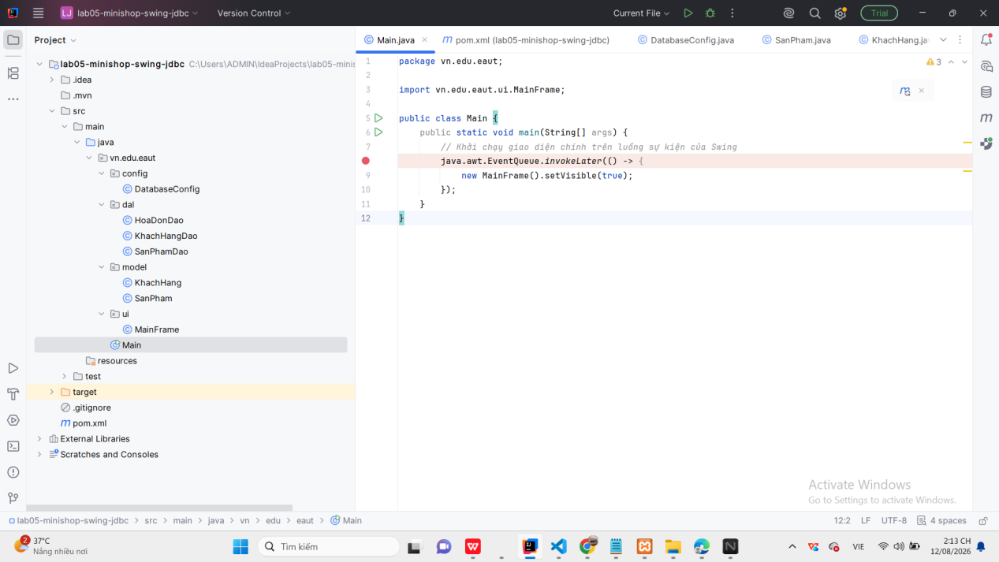 LJ lab05-minishop-swing-jdbc Version Control Current File Trial
Project
Main.java pom.xml (lab05-minishop-swing-jdbc) DatabaseConfig.java SanPham.java KhachHang.ja
lab05-minishop-swing-jdbc C:\Users\ADMIN\IdeaProjects\lab05-minis
.idea
.mvn
src
main
java
vn.edu.eaut
config
DatabaseConfig
dal
HoaDonDao
KhachHangDao
SanPhamDao
model
KhachHang
SanPham
ui
MainFrame
Main
resources
test
target
.gitignore
pom.xml
External Libraries
Scratches and Consoles
1 package vn.edu.eaut;
2
3 import vn.edu.eaut.ui.MainFrame;
4
5 public class Main {
6 public static void main(String[] args) {
7 // Khởi chạy giao diện chính trên luồng sự kiện của Swing
java.awt.EventQueue.invokeLater(() -> {
9 new MainFrame().setVisible(true);
10 });
11 }
12 }
3
Activate Windows
Go to Settings to activate Windows.
lab05-minishop-swing-jdbc > src > main > java > vn > edu > eaut > Main 12:2 LF UTF-8 4 spaces
2 37°C
Nắng nhiều nơi
Tìm kiếm
VIE
2:13 CH
12/08/2026